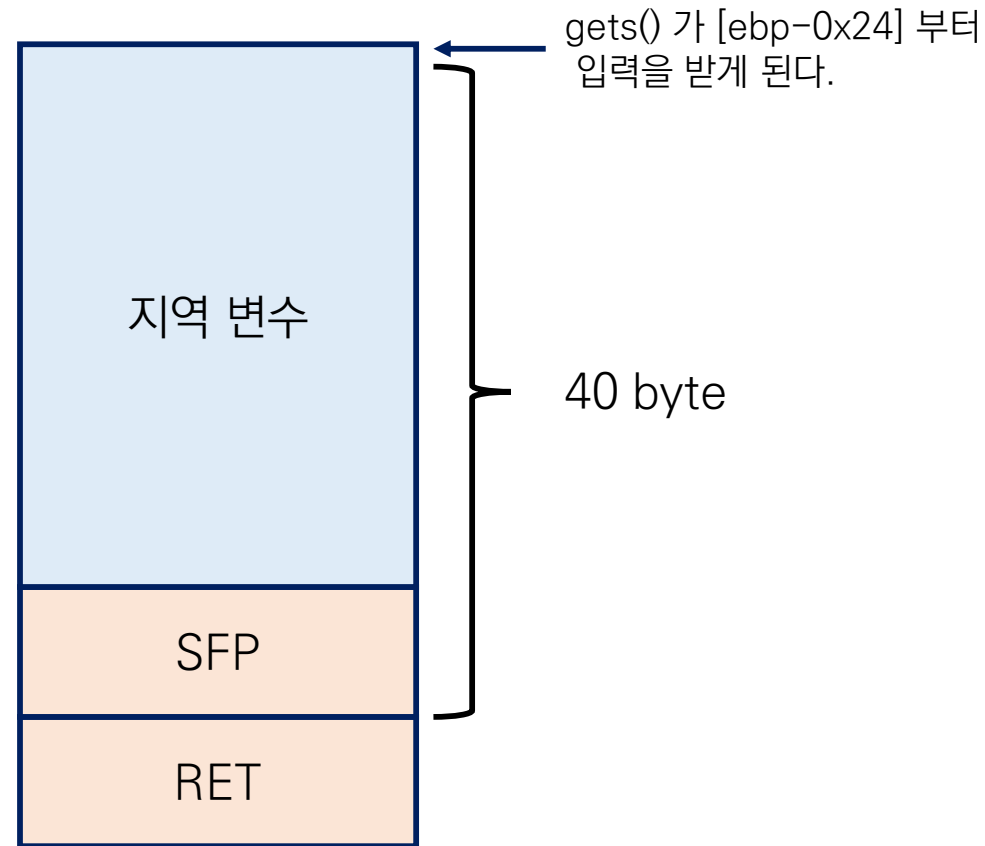 gets() 가 [ebp-0x24] 부터
입력을 받게 된다.
지역 변수
40 byte
SFP
RET